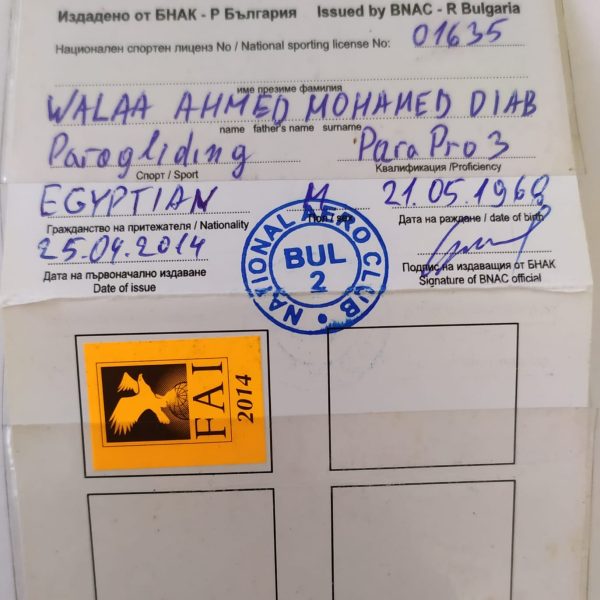 Издадено от БНАК - Р България Issued by BNAC - R Bulgaria
Национален спортен лиценз No / National sporting license No: 01635
име презиме фамилия
WALAA AHMED MOHAMED DIAB
name father's name surname
Paragliding ParaPro3
Спорт / Sport Квалификация /Proficiency
EGYPTIAN M 21.05.1968
Гражданство на притежателя / Nationality Пол / sex Дата на раждане / date of birth
25.04.2014
Дата на първоначално издаване Подпис на издаващия от БНАК
Date of issue Signature of BNAC official
NATIONAL AERO CLUB
BUL
2
FAI
2014